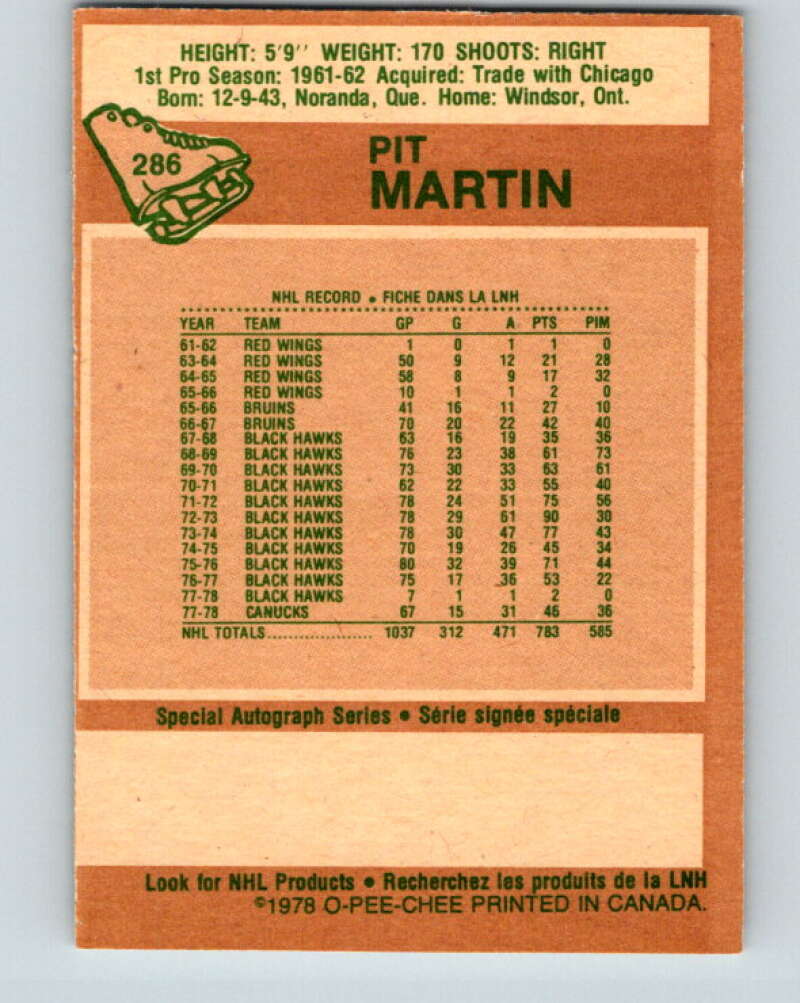 HEIGHT: 5'9'' WEIGHT: 170 SHOOTS: RIGHT
1st Pro Season: 1961-62 Acquired: Trade with Chicago
Born: 12-9-43, Noranda, Que. Home: Windsor, Ont.
286
PIT
MARTIN
NHL RECORD • FICHE DANS LA LNH
YEAR TEAM GP G A PTS PIM
61-62 RED WINGS 1 0 1 1 0
63-64 RED WINGS 50 9 12 21 28
64-65 RED WINGS 58 8 9 17 32
65-66 RED WINGS 10 1 1 2 0
65-66 BRUINS 41 16 11 27 10
66-67 BRUINS 70 20 22 42 40
67-68 BLACK HAWKS 63 16 19 35 36
68-69 BLACK HAWKS 76 23 38 61 73
69-70 BLACK HAWKS 73 30 33 63 61
70-71 BLACK HAWKS 62 22 33 55 40
71-72 BLACK HAWKS 78 24 51 75 56
72-73 BLACK HAWKS 78 29 61 90 30
73-74 BLACK HAWKS 78 30 47 77 43
74-75 BLACK HAWKS 70 19 26 45 34
75-76 BLACK HAWKS 80 32 39 71 44
76-77 BLACK HAWKS 75 17 36 53 22
77-78 BLACK HAWKS 7 1 1 2 0
77-78 CANUCKS 67 15 31 46 36
NHL TOTALS.................... 1037 312 471 783 585
Special Autograph Series • Série signée spéciale
Look for NHL Products • Recherchez les produits de la LNH
©1978 O-PEE-CHEE PRINTED IN CANADA.